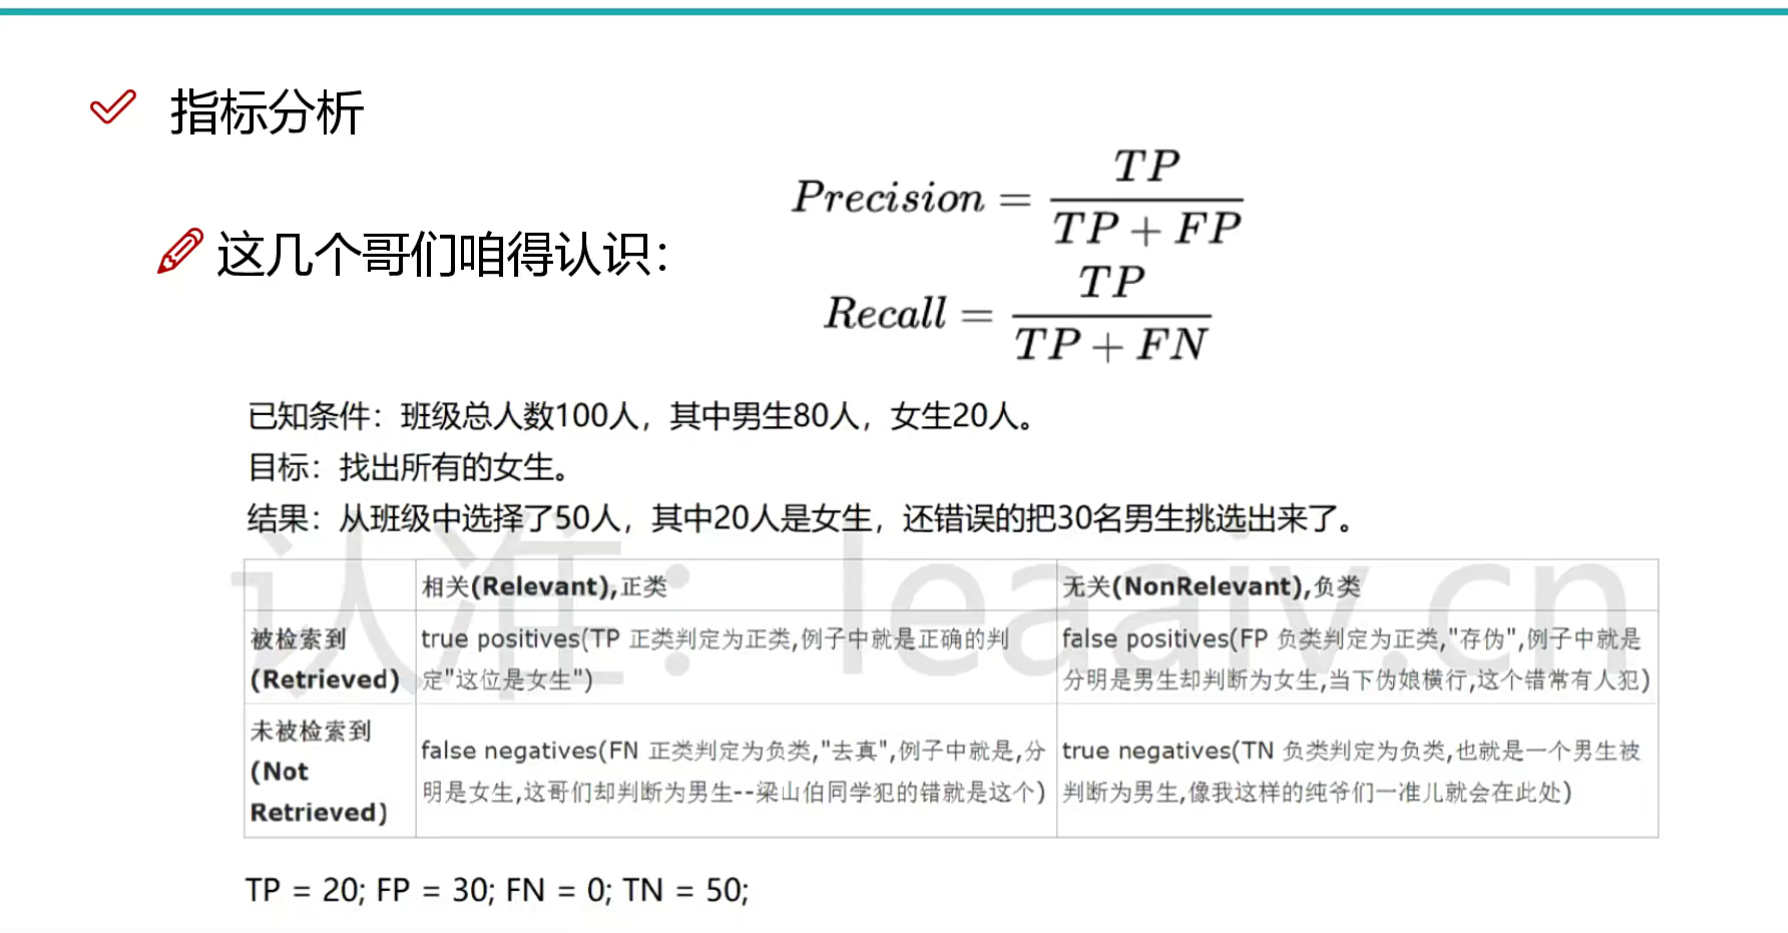 指标分析
Precision = TP / (TP + FP)
这几个哥们咱得认识：
Recall = TP / (TP + FN)
已知条件：班级总人数100人，其中男生80人，女生20人。
目标：找出所有的女生。
结果：从班级中选择了50人，其中20人是女生，还错误的把30名男生挑选出来了。
相关(Relevant),正类
无关(NonRelevant),负类
被检索到
(Retrieved)
true positives(TP 正类判定为正类,例子中就是正确的判
定"这位是女生")
false positives(FP 负类判定为正类,"存伪",例子中就是
分明是男生却判断为女生,当下伪娘横行,这个错常有人犯)
未被检索到
(Not
Retrieved)
false negatives(FN 正类判定为负类,"去真",例子中就是,分
明是女生,这哥们却判断为男生--梁山伯同学犯的错就是这个)
true negatives(TN 负类判定为负类,也就是一个男生被
判断为男生,像我这样的纯爷们一准儿就会在此处)
TP = 20; FP = 30; FN = 0; TN = 50;
认准：leaaiv.cn